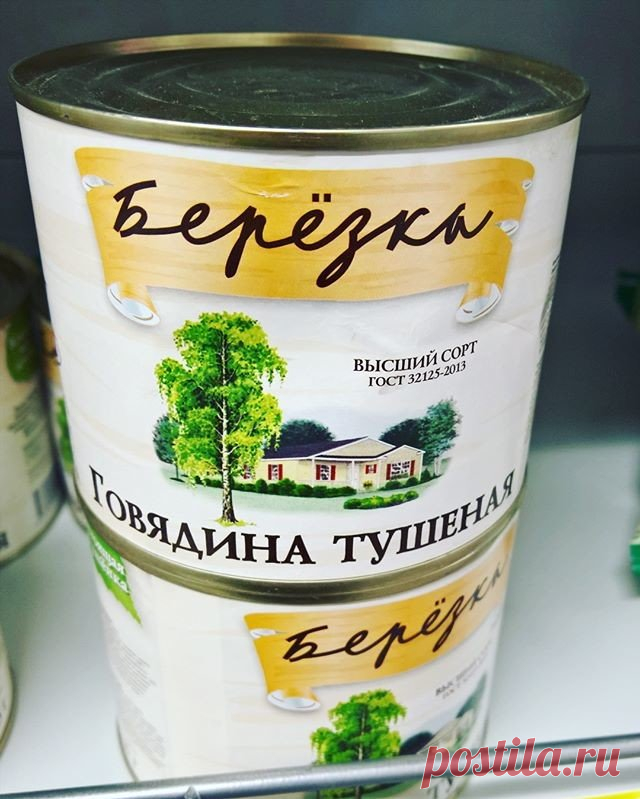 Берёзка
ВЫСШИЙ СОРТ
ГОСТ 32125-2013
ГОВЯДИНА ТУШЕНАЯ
Берёзка
postila.ru